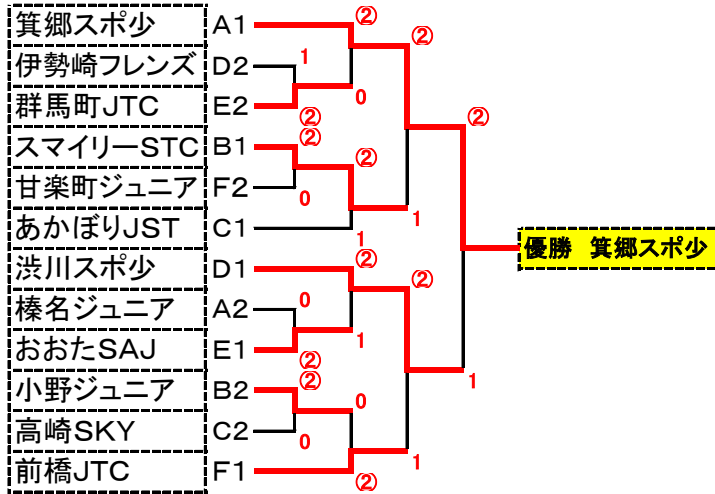 箕郷スポ少 A1 ②
②
伊勢崎フレンズ D2 1
0
群馬町JTC E2 ②
②
スマイリーSTC B1 ②
②
甘楽町ジュニア F2 0
1
あかぼりJST C1 1
優勝 箕郷スポ少
渋川スポ少 D1 ②
②
榛名ジュニア A2 0
1
おおたSAJ E1 ②
1
小野ジュニア B2 ②
0
高崎SKY C2 0
1
前橋JTC F1 ②